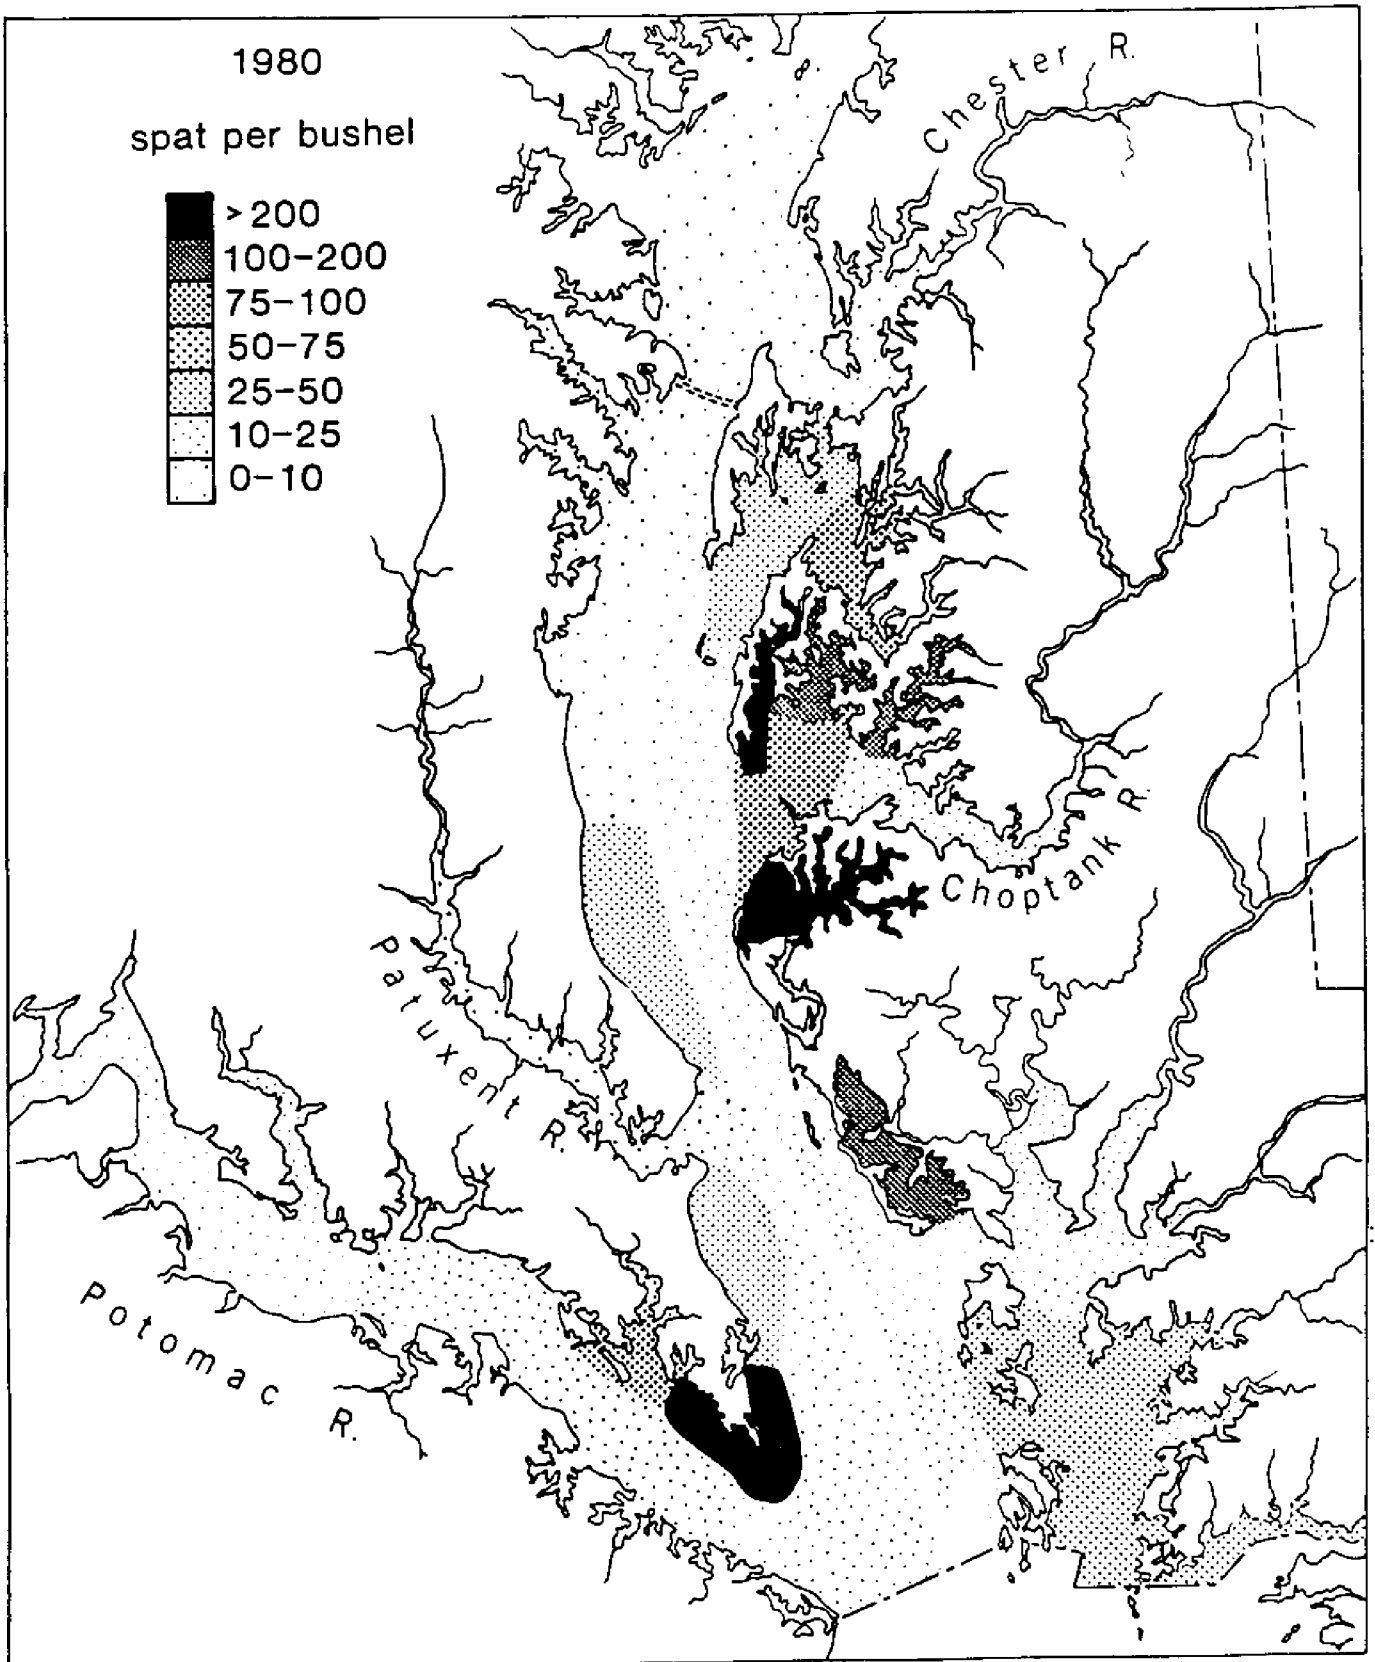 1980
spat per bushel
>200
100-200
75-100
50-75
25-50
10-25
0-10
Chester R.
Choptank R.
Patuxent R.
Potomac R.